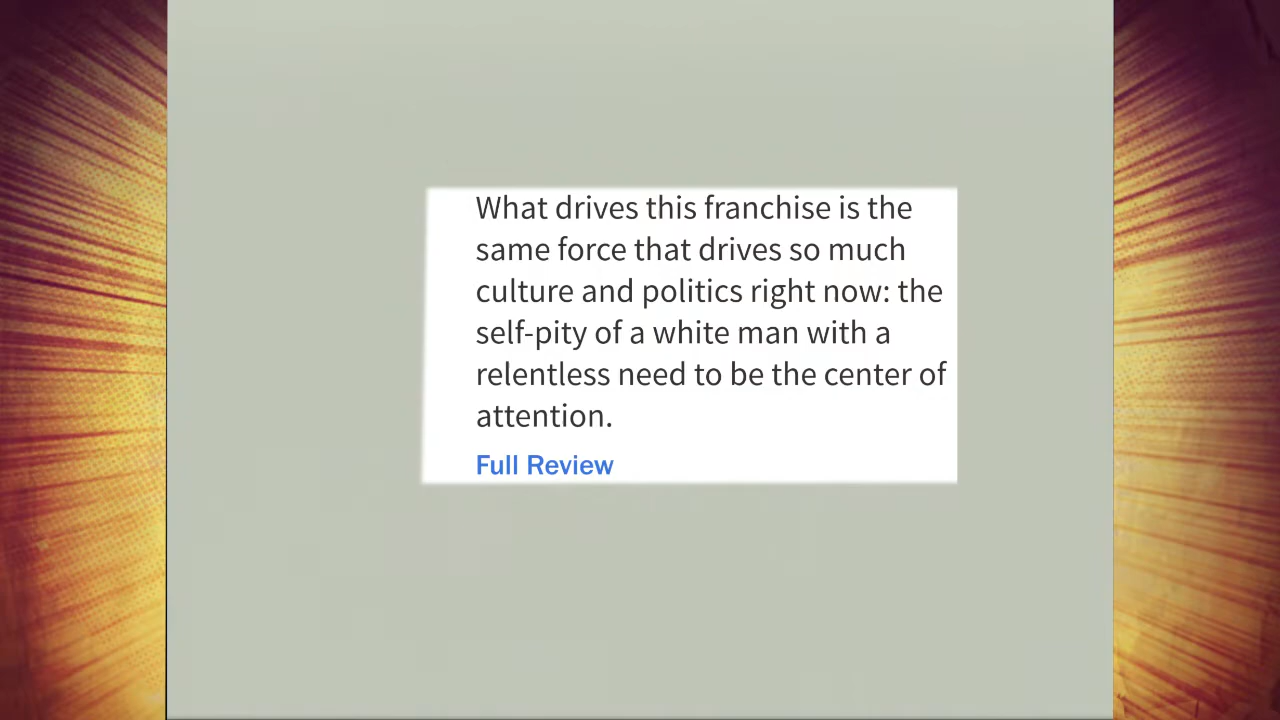 What drives this franchise is the
same force that drives so much
culture and politics right now: the
self-pity of a white man with a
relentless need to be the center of
attention.
Full Review